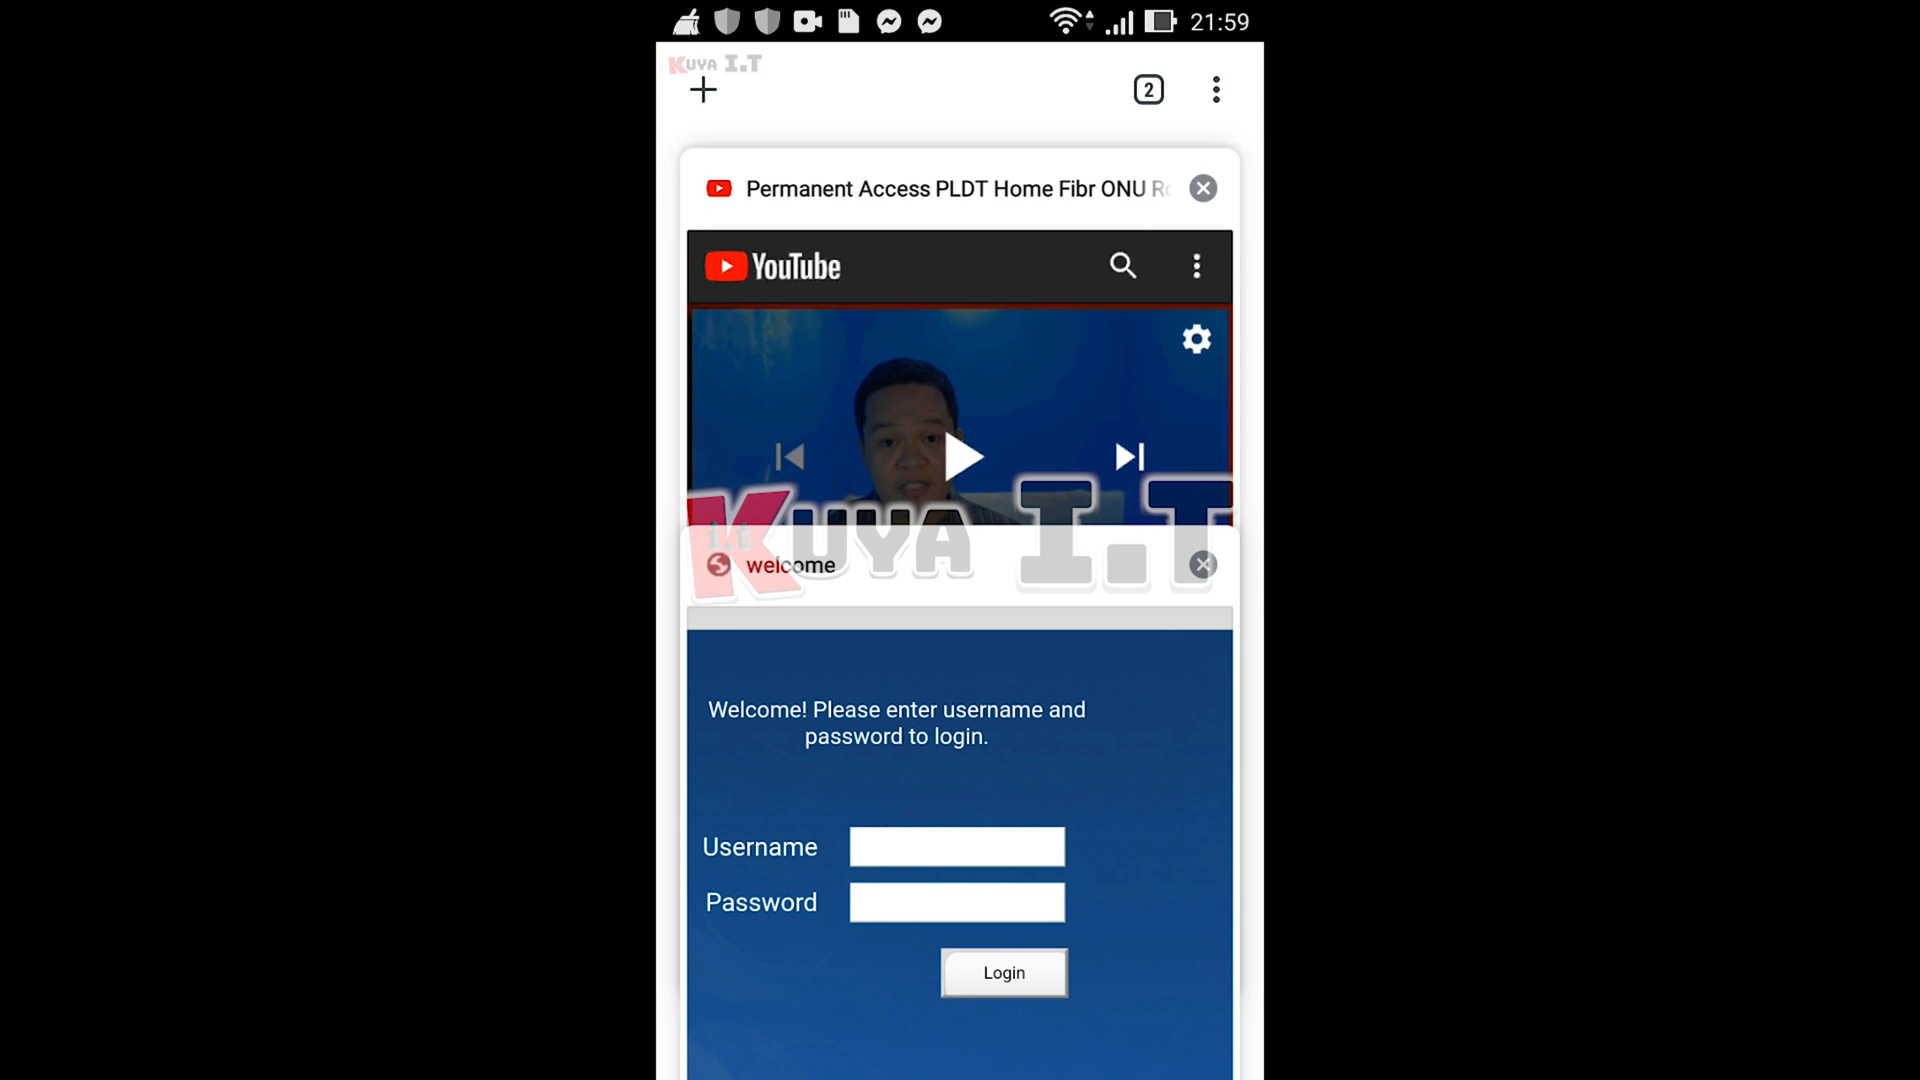 21:59
KUYA I.T
2
Permanent Access PLDT Home Fibr ONU
YouTube
KUYA I.T
welcome
Welcome! Please enter username and
password to login.
Username
Password
Login